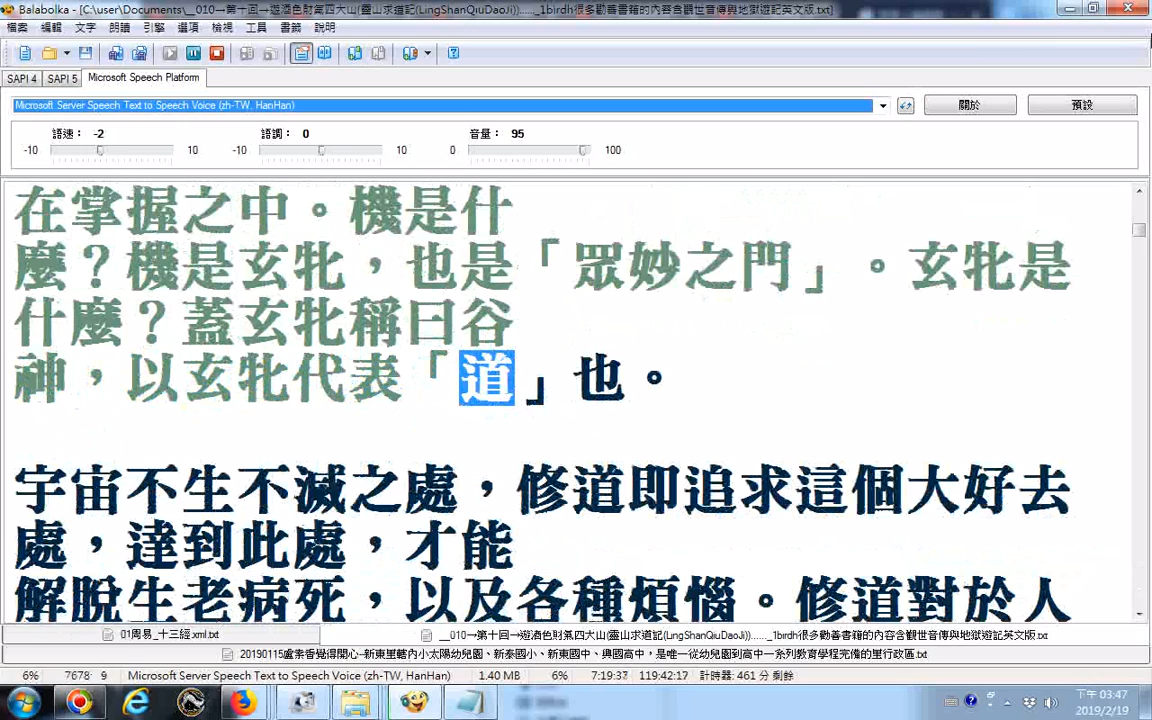 Balabolka - [C:\user\Documents\__010→第十回→遊酒色財氣四大山(靈山求道記(LingShanQiuDaoJi))......_1birdh很多勸善書籍的內容含觀世音傳與地獄遊記英文版.txt]
檔案 編輯 文字 朗讀 引擎 選項 檢視 工具 書籤 說明
SAPI 4 SAPI 5 Microsoft Speech Platform
Microsoft Server Speech Text to Speech Voice (zh-TW, HanHan) 關於 預設
語速： -2 語調： 0 音量： 95
-10 10 -10 10 0 100
在掌握之中。機是什
麼？機是玄牝，也是「眾妙之門」。玄牝是
什麼？蓋玄牝稱曰谷
神，以玄牝代表「道」也。
宇宙不生不滅之處，修道即追求這個大好去
處，達到此處，才能
解脫生老病死，以及各種煩惱。修道對於人
01周易_十三經.xml.txt __010→第十回→遊酒色財氣四大山(靈山求道記(LingShanQiuDaoJi))......_1birdh很多勸善書籍的內容含觀世音傳與地獄遊記英文版.txt
20190115盧素香覺得開心--新東里轄內小太陽幼兒園、新泰國小、新東國中、興國高中，是唯一從幼兒園到高中一系列教育學程完備的里行政區.txt
6% 7678: 9 Microsoft Server Speech Text to Speech Voice (zh-TW, HanHan) 1.40 MB 6% 7:19:37 119:42:17 計時器: 461 分 剩餘
下午 03:47
2019/2/19